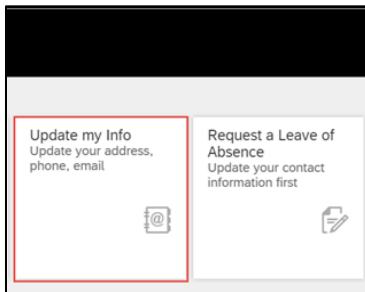 Update my Info
Update your address,
phone, email
@
Request a Leave of
Absence
Update your contact
information first